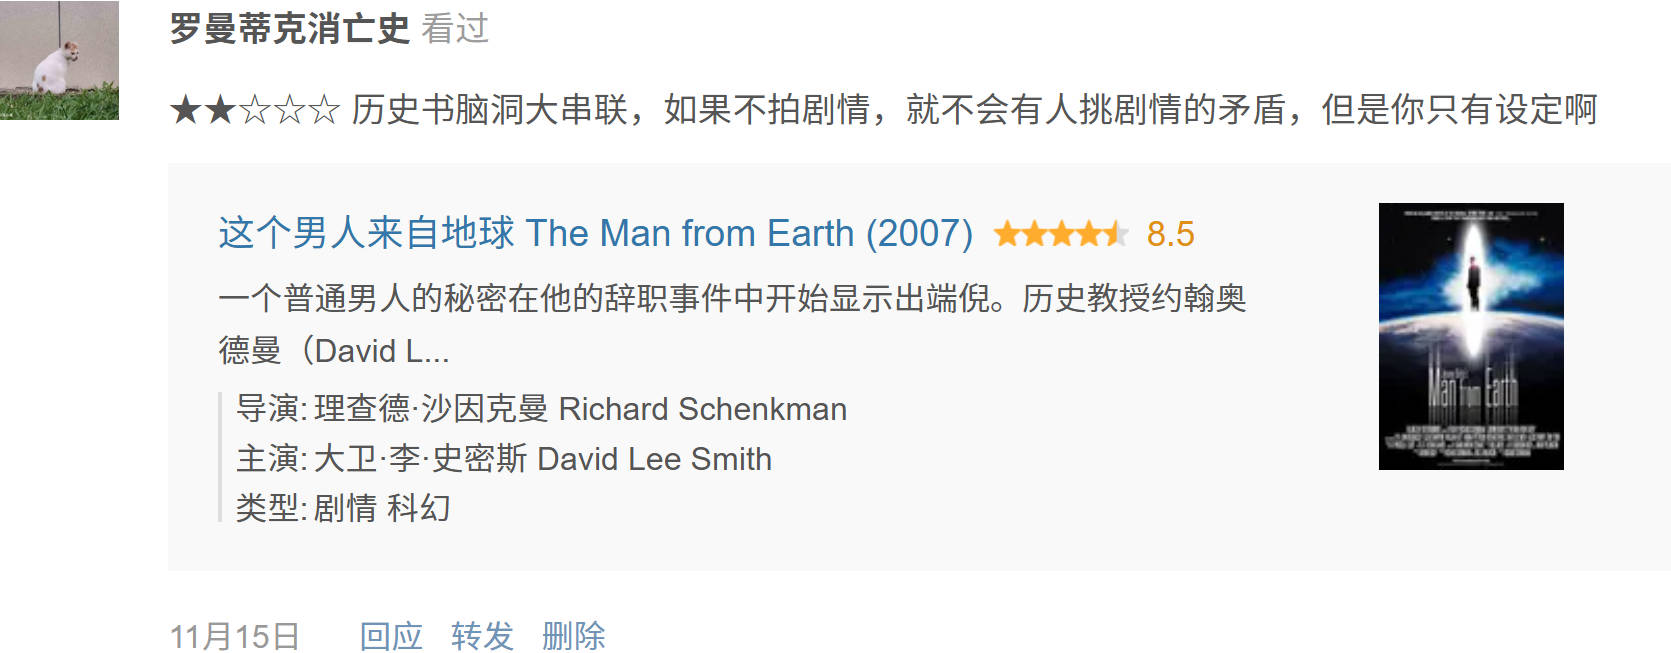 罗曼蒂克消亡史 看过
★★☆☆☆ 历史书脑洞大串联，如果不拍剧情，就不会有人挑剧情的矛盾，但是你只有设定啊
这个男人来自地球 The Man from Earth (2007) 8.5
一个普通男人的秘密在他的辞职事件中开始显示出端倪。历史教授约翰奥
德曼（David L...
导演: 理查德·沙因克曼 Richard Schenkman
主演: 大卫·李·史密斯 David Lee Smith
类型: 剧情 科幻
Man from Earth
11月15日 回应 转发 删除